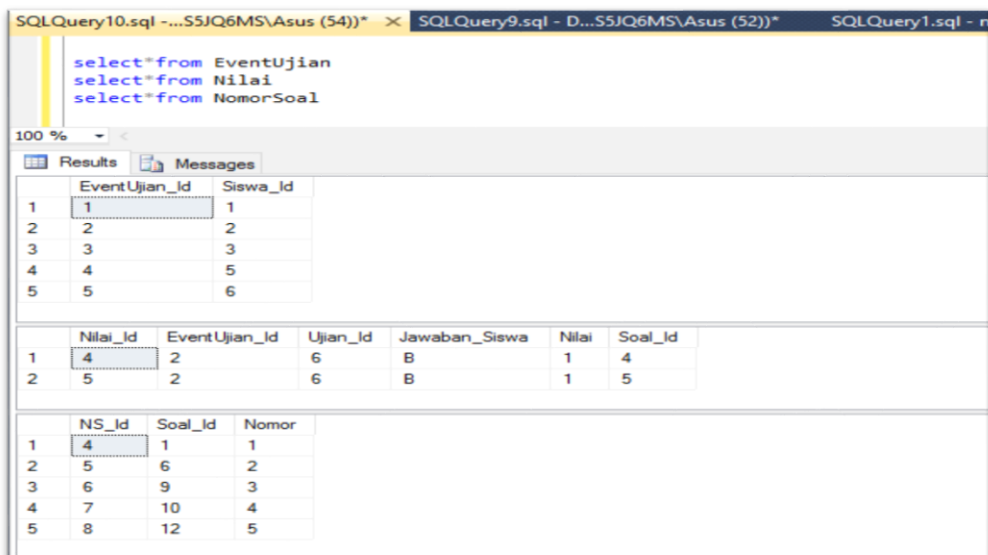 SQLQuery10.sql -...S5JQ6MS\Asus (54))* × SQLQuery9.sql - D...S5JQ6MS\Asus (52))* SQLQuery1.sql -
select*from EventUjian
select*from Nilai
select*from NomorSoal
100 %
Results Messages
EventUjian_Id Siswa_Id
1 1 1
2 2 2
3 3 3
4 4 5
5 5 6
Nilai_Id EventUjian_Id Ujian_Id Jawaban_Siswa Nilai Soal_Id
1 4 2 6 B 1 4
2 5 2 6 B 1 5
NS_Id Soal_Id Nomor
1 4 1 1
2 5 6 2
3 6 9 3
4 7 10 4
5 8 12 5